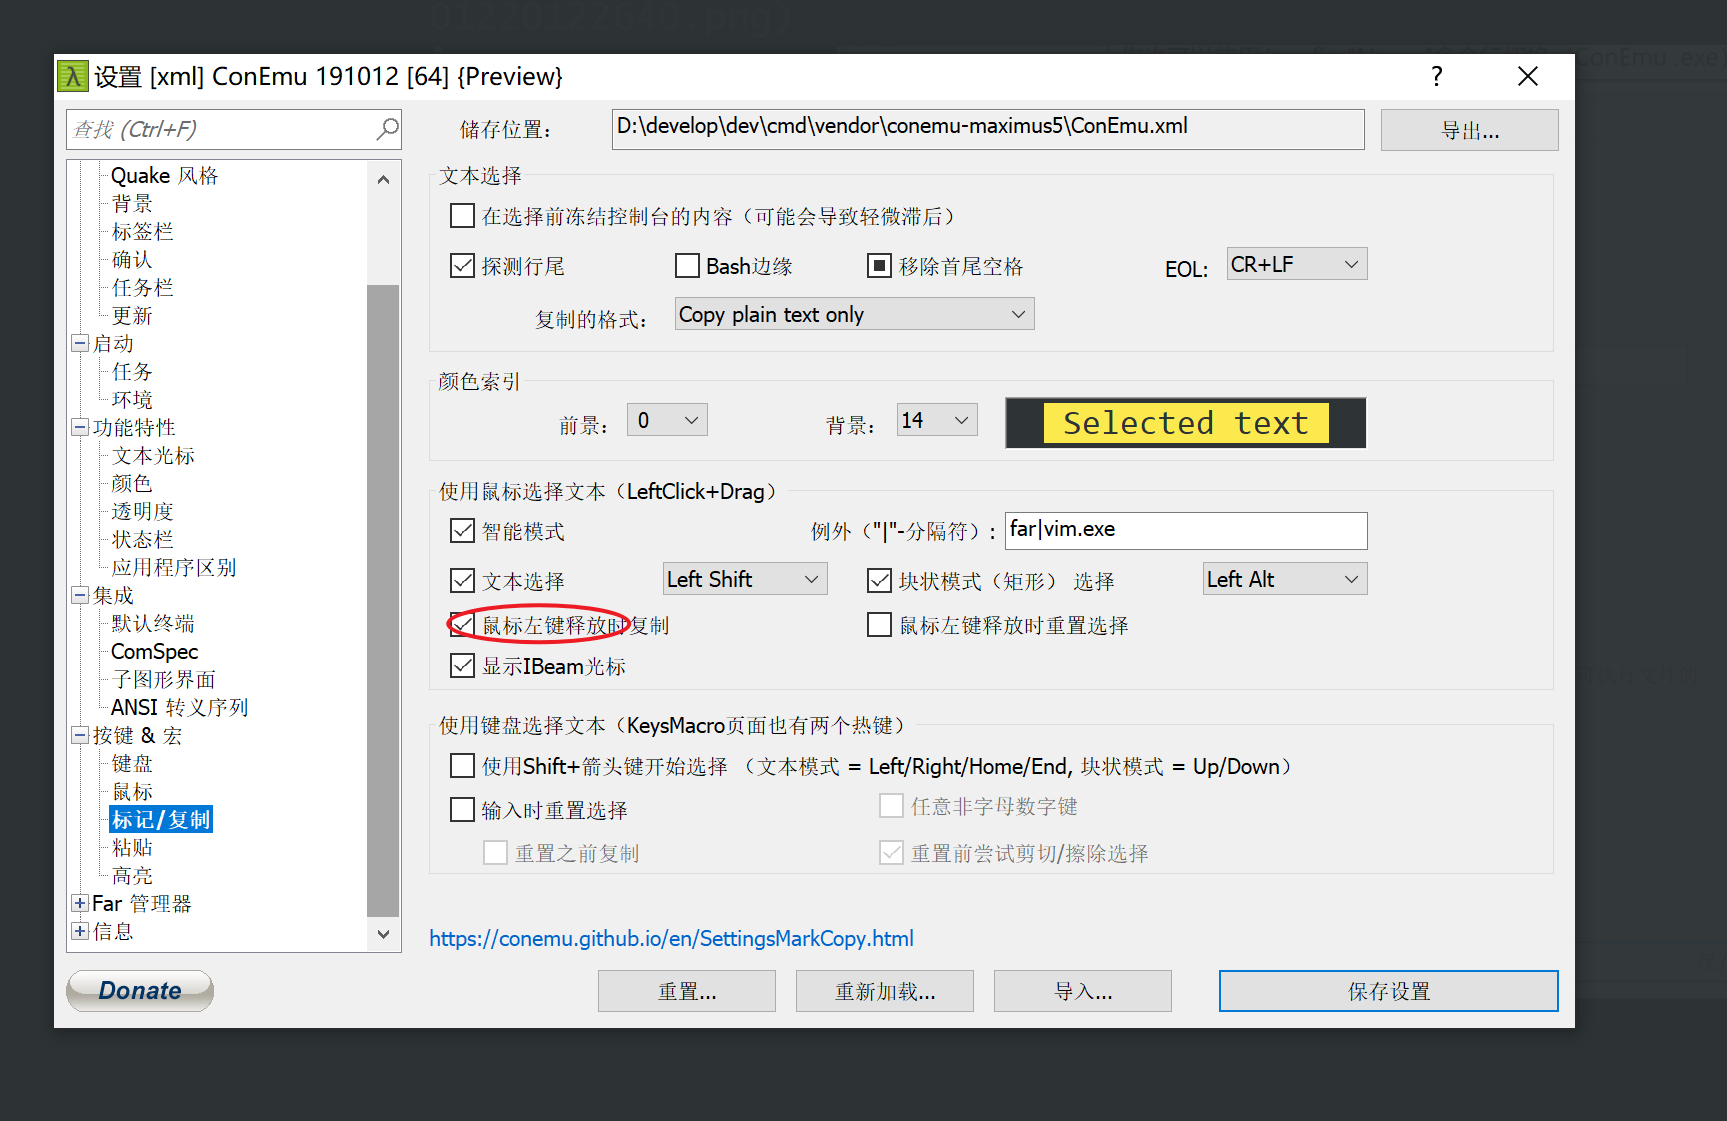 01220122640.png)
ConEmu.exe
设置 [xml] ConEmu 191012 [64] {Preview}
?
查找 (Ctrl+F)
储存位置：
D:\develop\dev\cmd\vendor\conemu-maximus5\ConEmu.xml
导出...
Quake 风格
背景
标签栏
确认
任务栏
更新
启动
任务
环境
功能特性
文本光标
颜色
透明度
状态栏
应用程序区别
集成
默认终端
ComSpec
子图形界面
ANSI 转义序列
按键 & 宏
键盘
鼠标
标记/复制
粘贴
高亮
Far 管理器
信息
文本选择
在选择前冻结控制台的内容（可能会导致轻微滞后）
探测行尾
Bash边缘
移除首尾空格
EOL:
CR+LF
复制的格式：
Copy plain text only
颜色索引
前景：
0
背景：
14
Selected text
使用鼠标选择文本（LeftClick+Drag）
智能模式
例外（"|"-分隔符）:
far|vim.exe
文本选择
Left Shift
块状模式（矩形） 选择
Left Alt
鼠标左键释放时复制
鼠标左键释放时重置选择
显示IBeam光标
使用键盘选择文本（KeysMacro页面也有两个热键）
使用Shift+箭头键开始选择 （文本模式 = Left/Right/Home/End, 块状模式 = Up/Down）
输入时重置选择
任意非字母数字键
重置之前复制
重置前尝试剪切/擦除选择
https://conemu.github.io/en/SettingsMarkCopy.html
Donate
重置...
重新加载...
导入...
保存设置